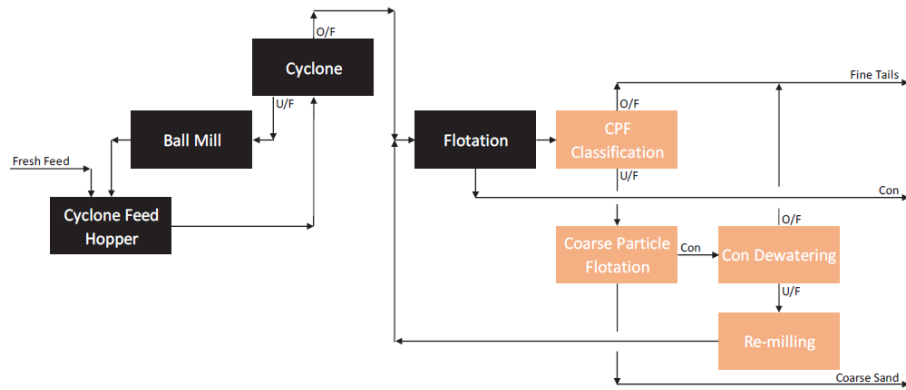 O/F
Cyclone
U/F
Fine Tails
O/F
Ball Mill
Flotation
CPF
Classification
Fresh Feed
U/F
Con
Cyclone Feed
Hopper
O/F
Coarse Particle
Flotation
Con
Con Dewatering
U/F
Re-milling
Coarse Sand